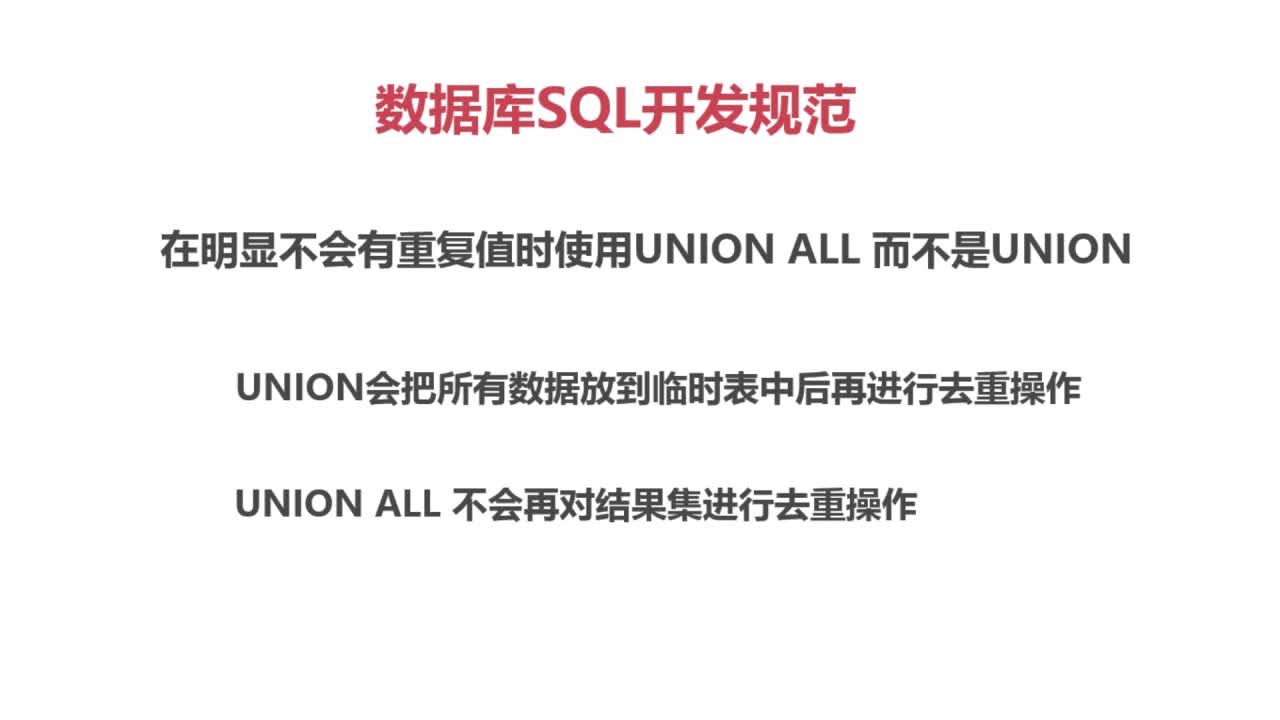 数据库SQL开发规范
在明显不会有重复值时使用UNION ALL 而不是UNION
UNION会把所有数据放到临时表中后再进行去重操作
UNION ALL 不会再对结果集进行去重操作